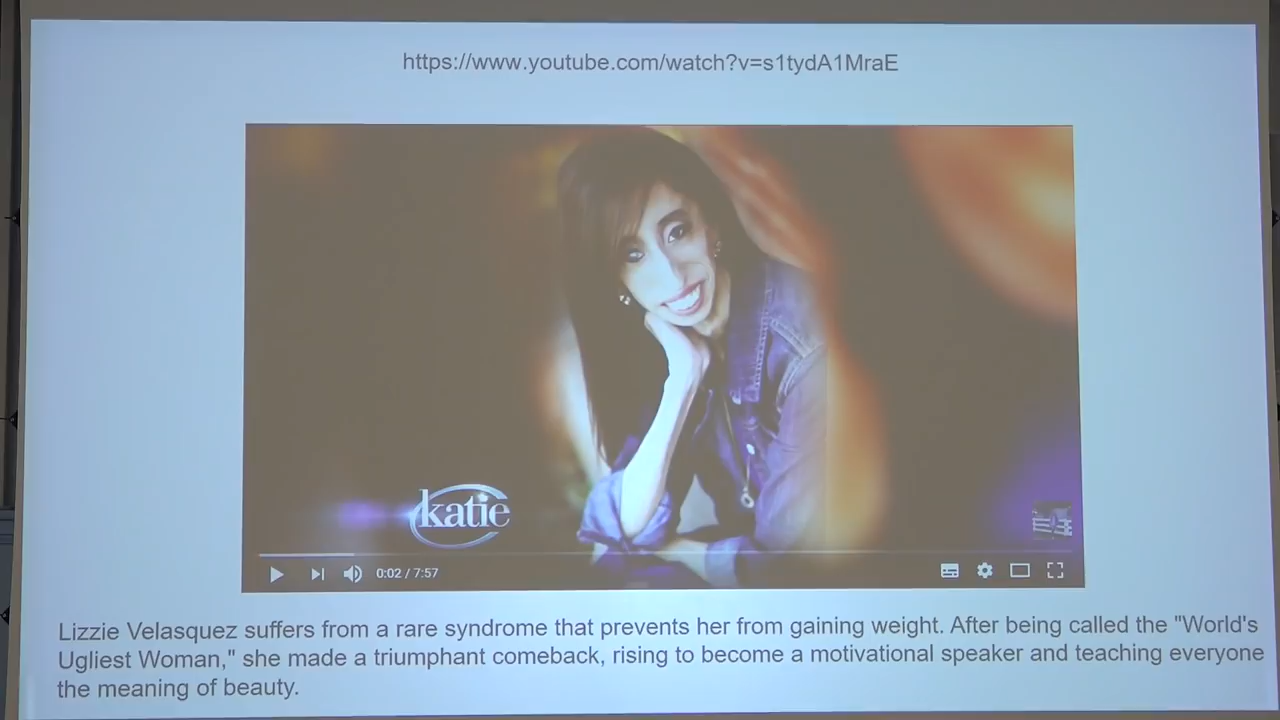 https://www.youtube.com/watch?v=s1tydA1MraE
katie
0:02 / 7:57
Lizzie Velasquez suffers from a rare syndrome that prevents her from gaining weight. After being called the "World's
Ugliest Woman," she made a triumphant comeback, rising to become a motivational speaker and teaching everyone
the meaning of beauty.